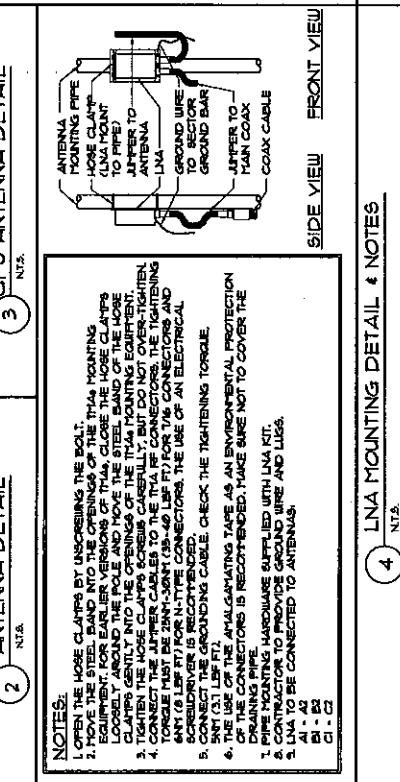 2
ANTENNA DETAIL
N.T.S.
3
GPS ANTENNA DETAIL
N.T.S.
NOTES:
1. OPEN THE HOSE CLAMPS BY UNSCREWING THE BOLT.
2. MOVE THE STEEL BAND INTO THE OPENINGS OF THE TMAs MOUNTING
EQUIPMENT. FOR EARLIER VERSIONS OF TMAs, CLOSE THE HOSE CLAMPS
LOOSELY AROUND THE POLE AND MOVE THE STEEL BAND OF THE HOSE
CLAMPS GENTLY INTO THE OPENINGS OF THE TMAs MOUNTING EQUIPMENT.
3. TIGHTEN THE HOSE CLAMPS SCREWS CAREFULLY, BUT DO NOT OVER-TIGHTEN.
4. CONNECT THE JUMPER CABLES TO THE TMA RF CONNECTORS. THE TIGHTENING
TORQUE MUST BE 25NM-30NM (35-40 LBF FT) FOR 7/16 CONNECTORS AND
6NM (8 LBF FT) FOR N-TYPE CONNECTORS. THE USE OF AN ELECTRICAL
SCREWDRIVER IS RECOMMENDED.
5. CONNECT THE GROUNDING CABLE. CHECK THE TIGHTENING TORQUE,
5NM (3.7 LBF FT).
6. THE USE OF THE AMALGAMATING TAPE AS AN ENVIRONMENTAL PROTECTION
OF THE CONNECTORS IS RECOMMENDED. MAKE SURE NOT TO COVER THE
DRAINING PIPE.
7. PIPE MOUNTING HARDWARE SUPPLIED WITH LNA KIT.
8. CONTRACTOR TO PROVIDE GROUND WIRE AND LUGS.
9. LNA TO BE CONNECTED TO ANTENNAS:
A1 - A2
B1 - B2
C1 - C2
ANTENNA
MOUNTING PIPE
HOSE CLAMP
(LNA MOUNT
TO PIPE)
JUMPER TO
ANTENNA
LNA
GROUND WIRE
TO SECTOR
GROUND BAR
JUMPER TO
MAIN COAX
COAX CABLE
SIDE VIEW
FRONT VIEW
4
LNA MOUNTING DETAIL & NOTES
N.T.S.